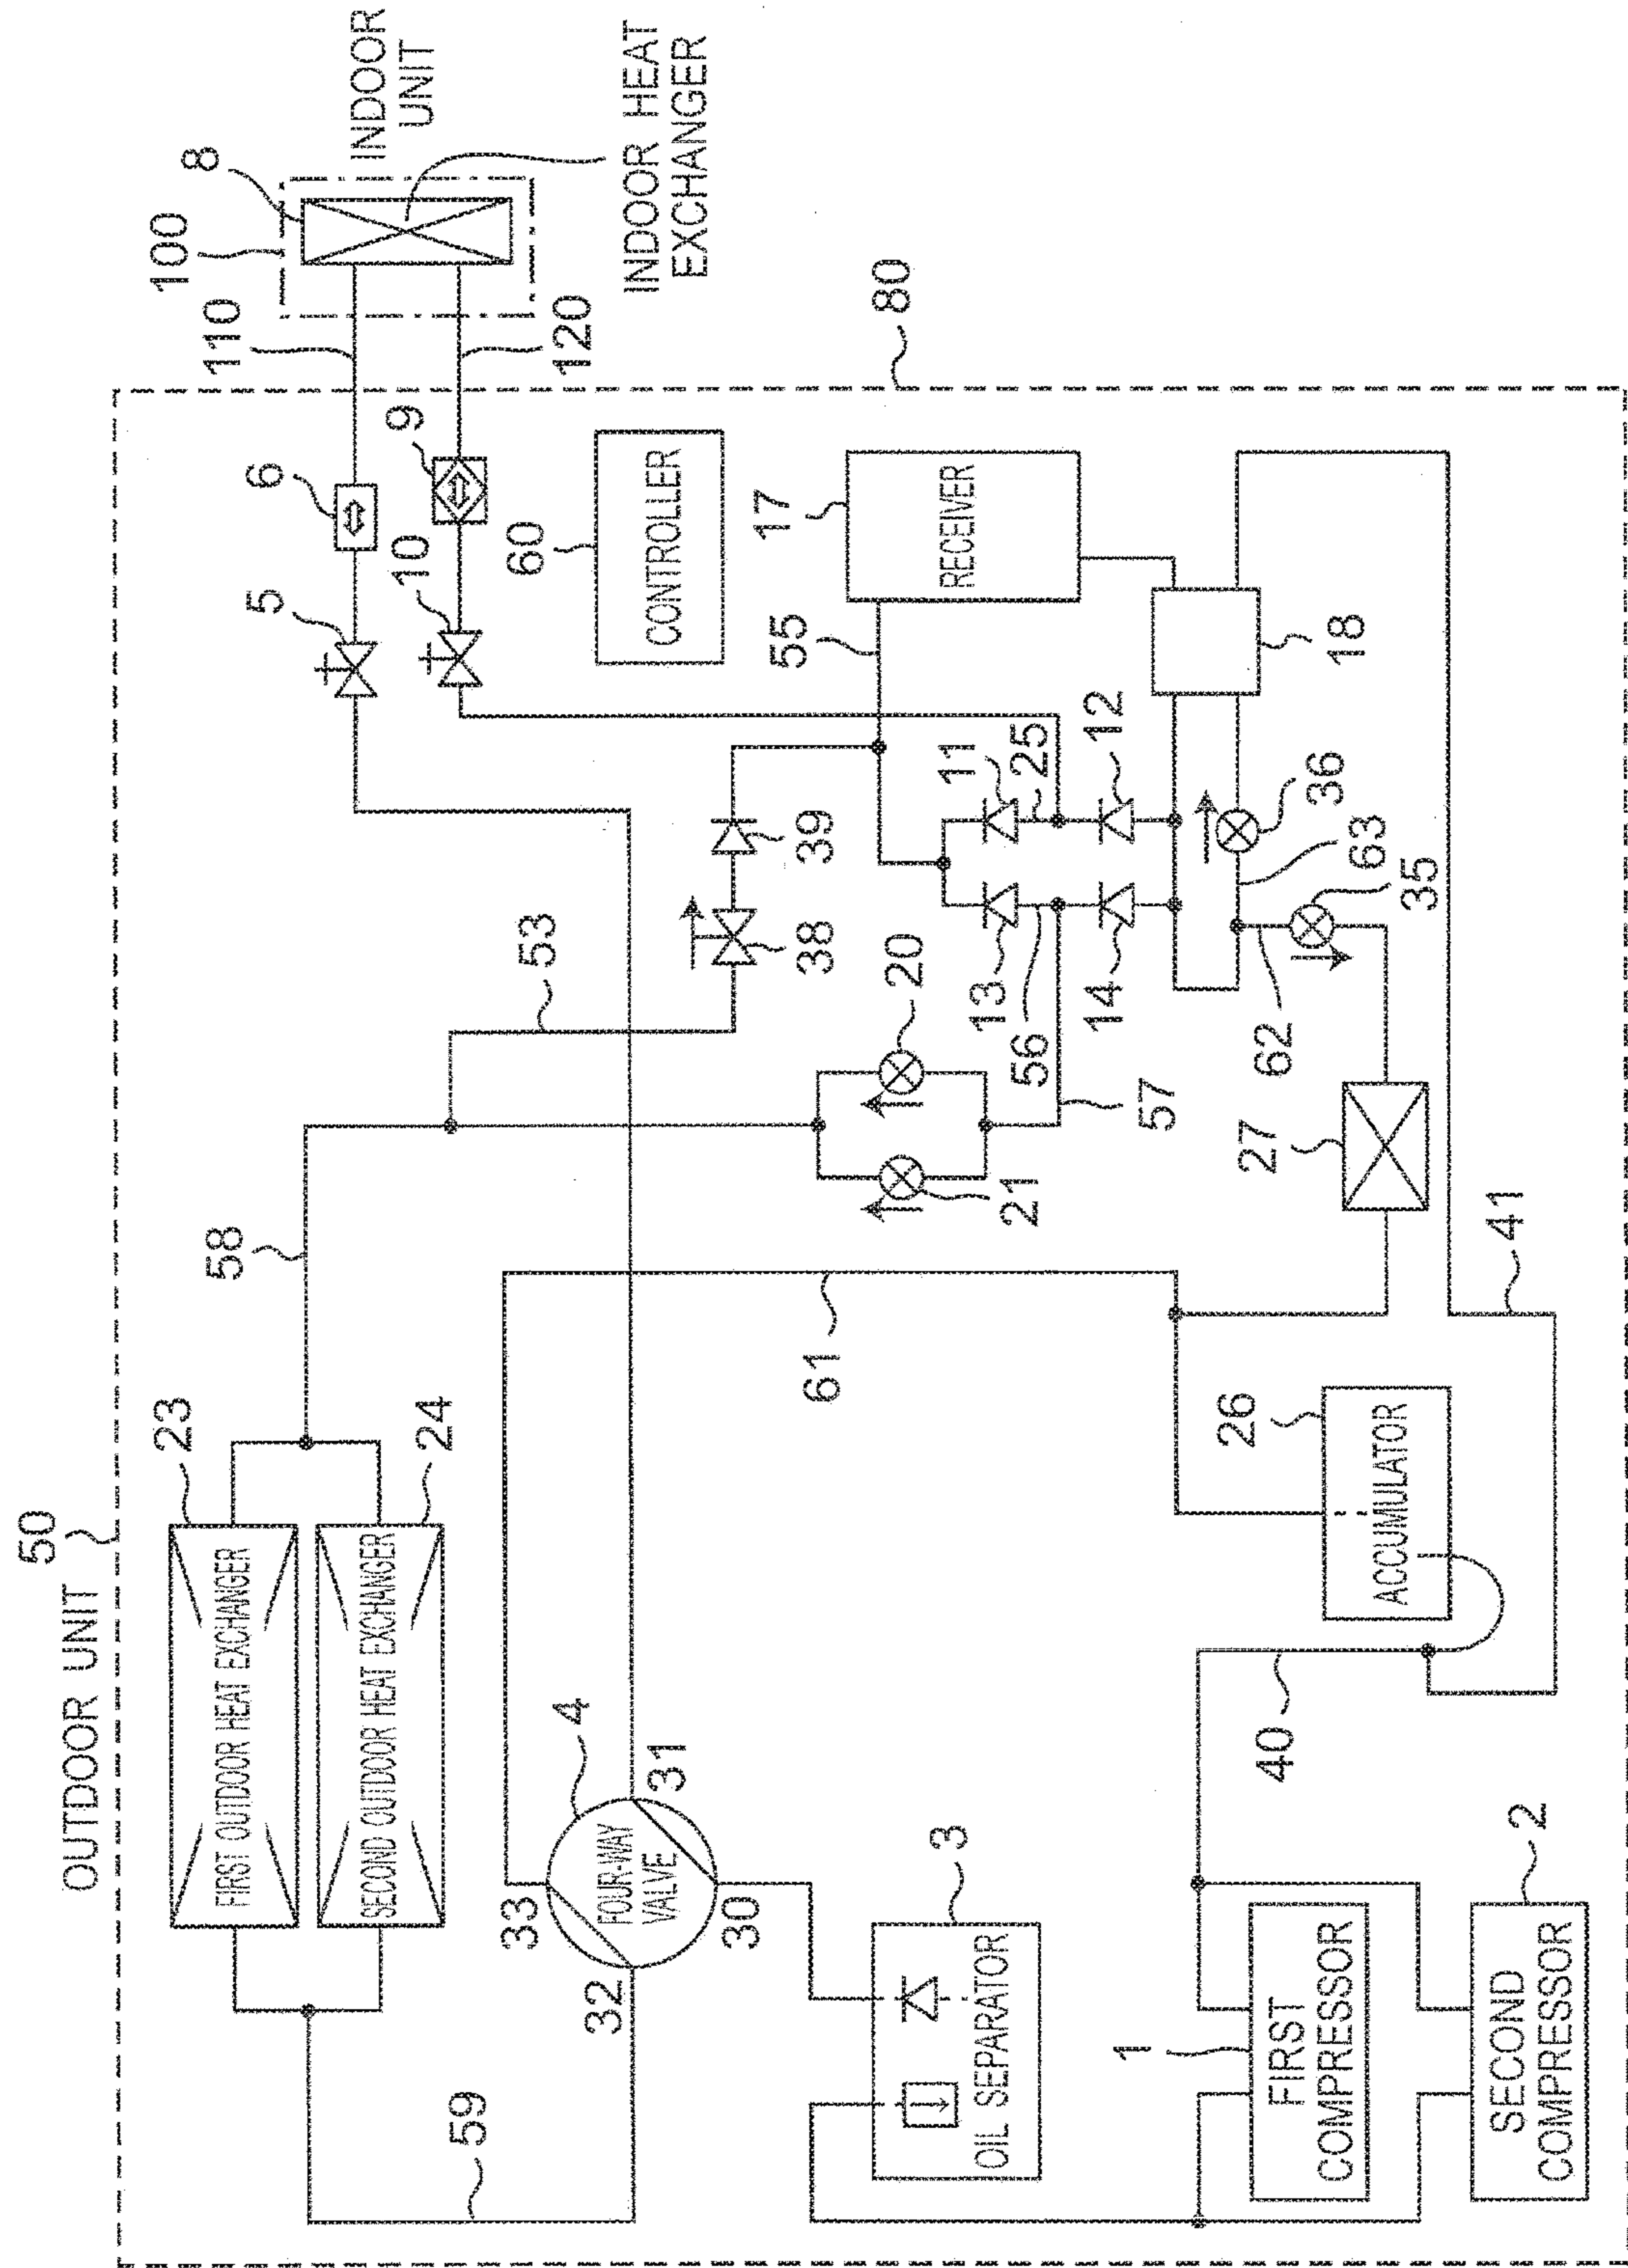 50
OUTDOOR UNIT
INDOOR
UNIT
8
100
110
INDOOR HEAT
EXCHANGER
120
80
6
9
5
10
60
CONTROLLER
17
RECEIVER
55
18
11
25
12
39
38
36
63
35
53
20
13
56
14
62
57
21
27
58
41
61
23
FIRST OUTDOOR HEAT EXCHANGER
24
SECOND OUTDOOR HEAT EXCHANGER
26
ACCUMULATOR
40
4
31
FOUR-WAY
VALVE
33
30
32
3
OIL SEPARATOR
59
1
FIRST
COMPRESSOR
2
SECOND
COMPRESSOR